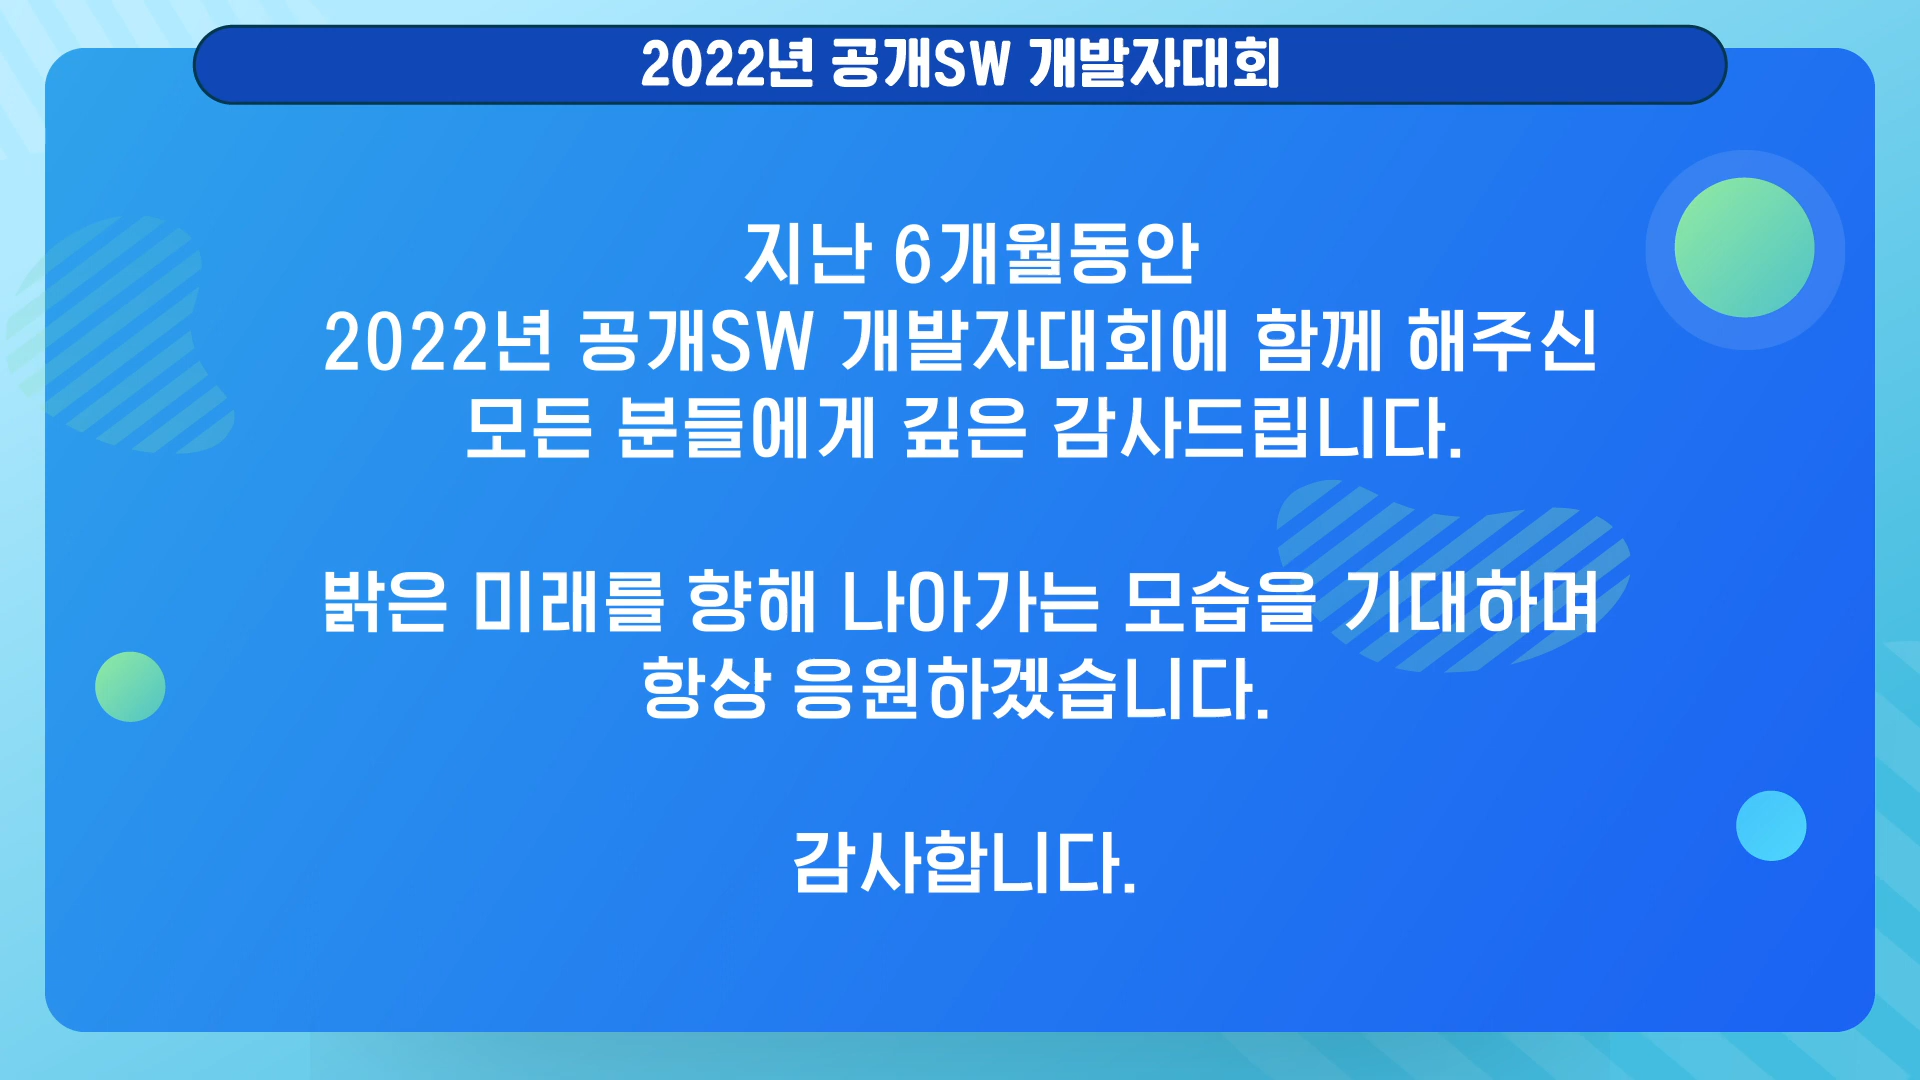 2022년 공개SW 개발자대회
지난 6개월동안
2022년 공개SW 개발자대회에 함께 해주신
모든 분들에게 깊은 감사드립니다.
밝은 미래를 향해 나아가는 모습을 기대하며
항상 응원하겠습니다.
감사합니다.